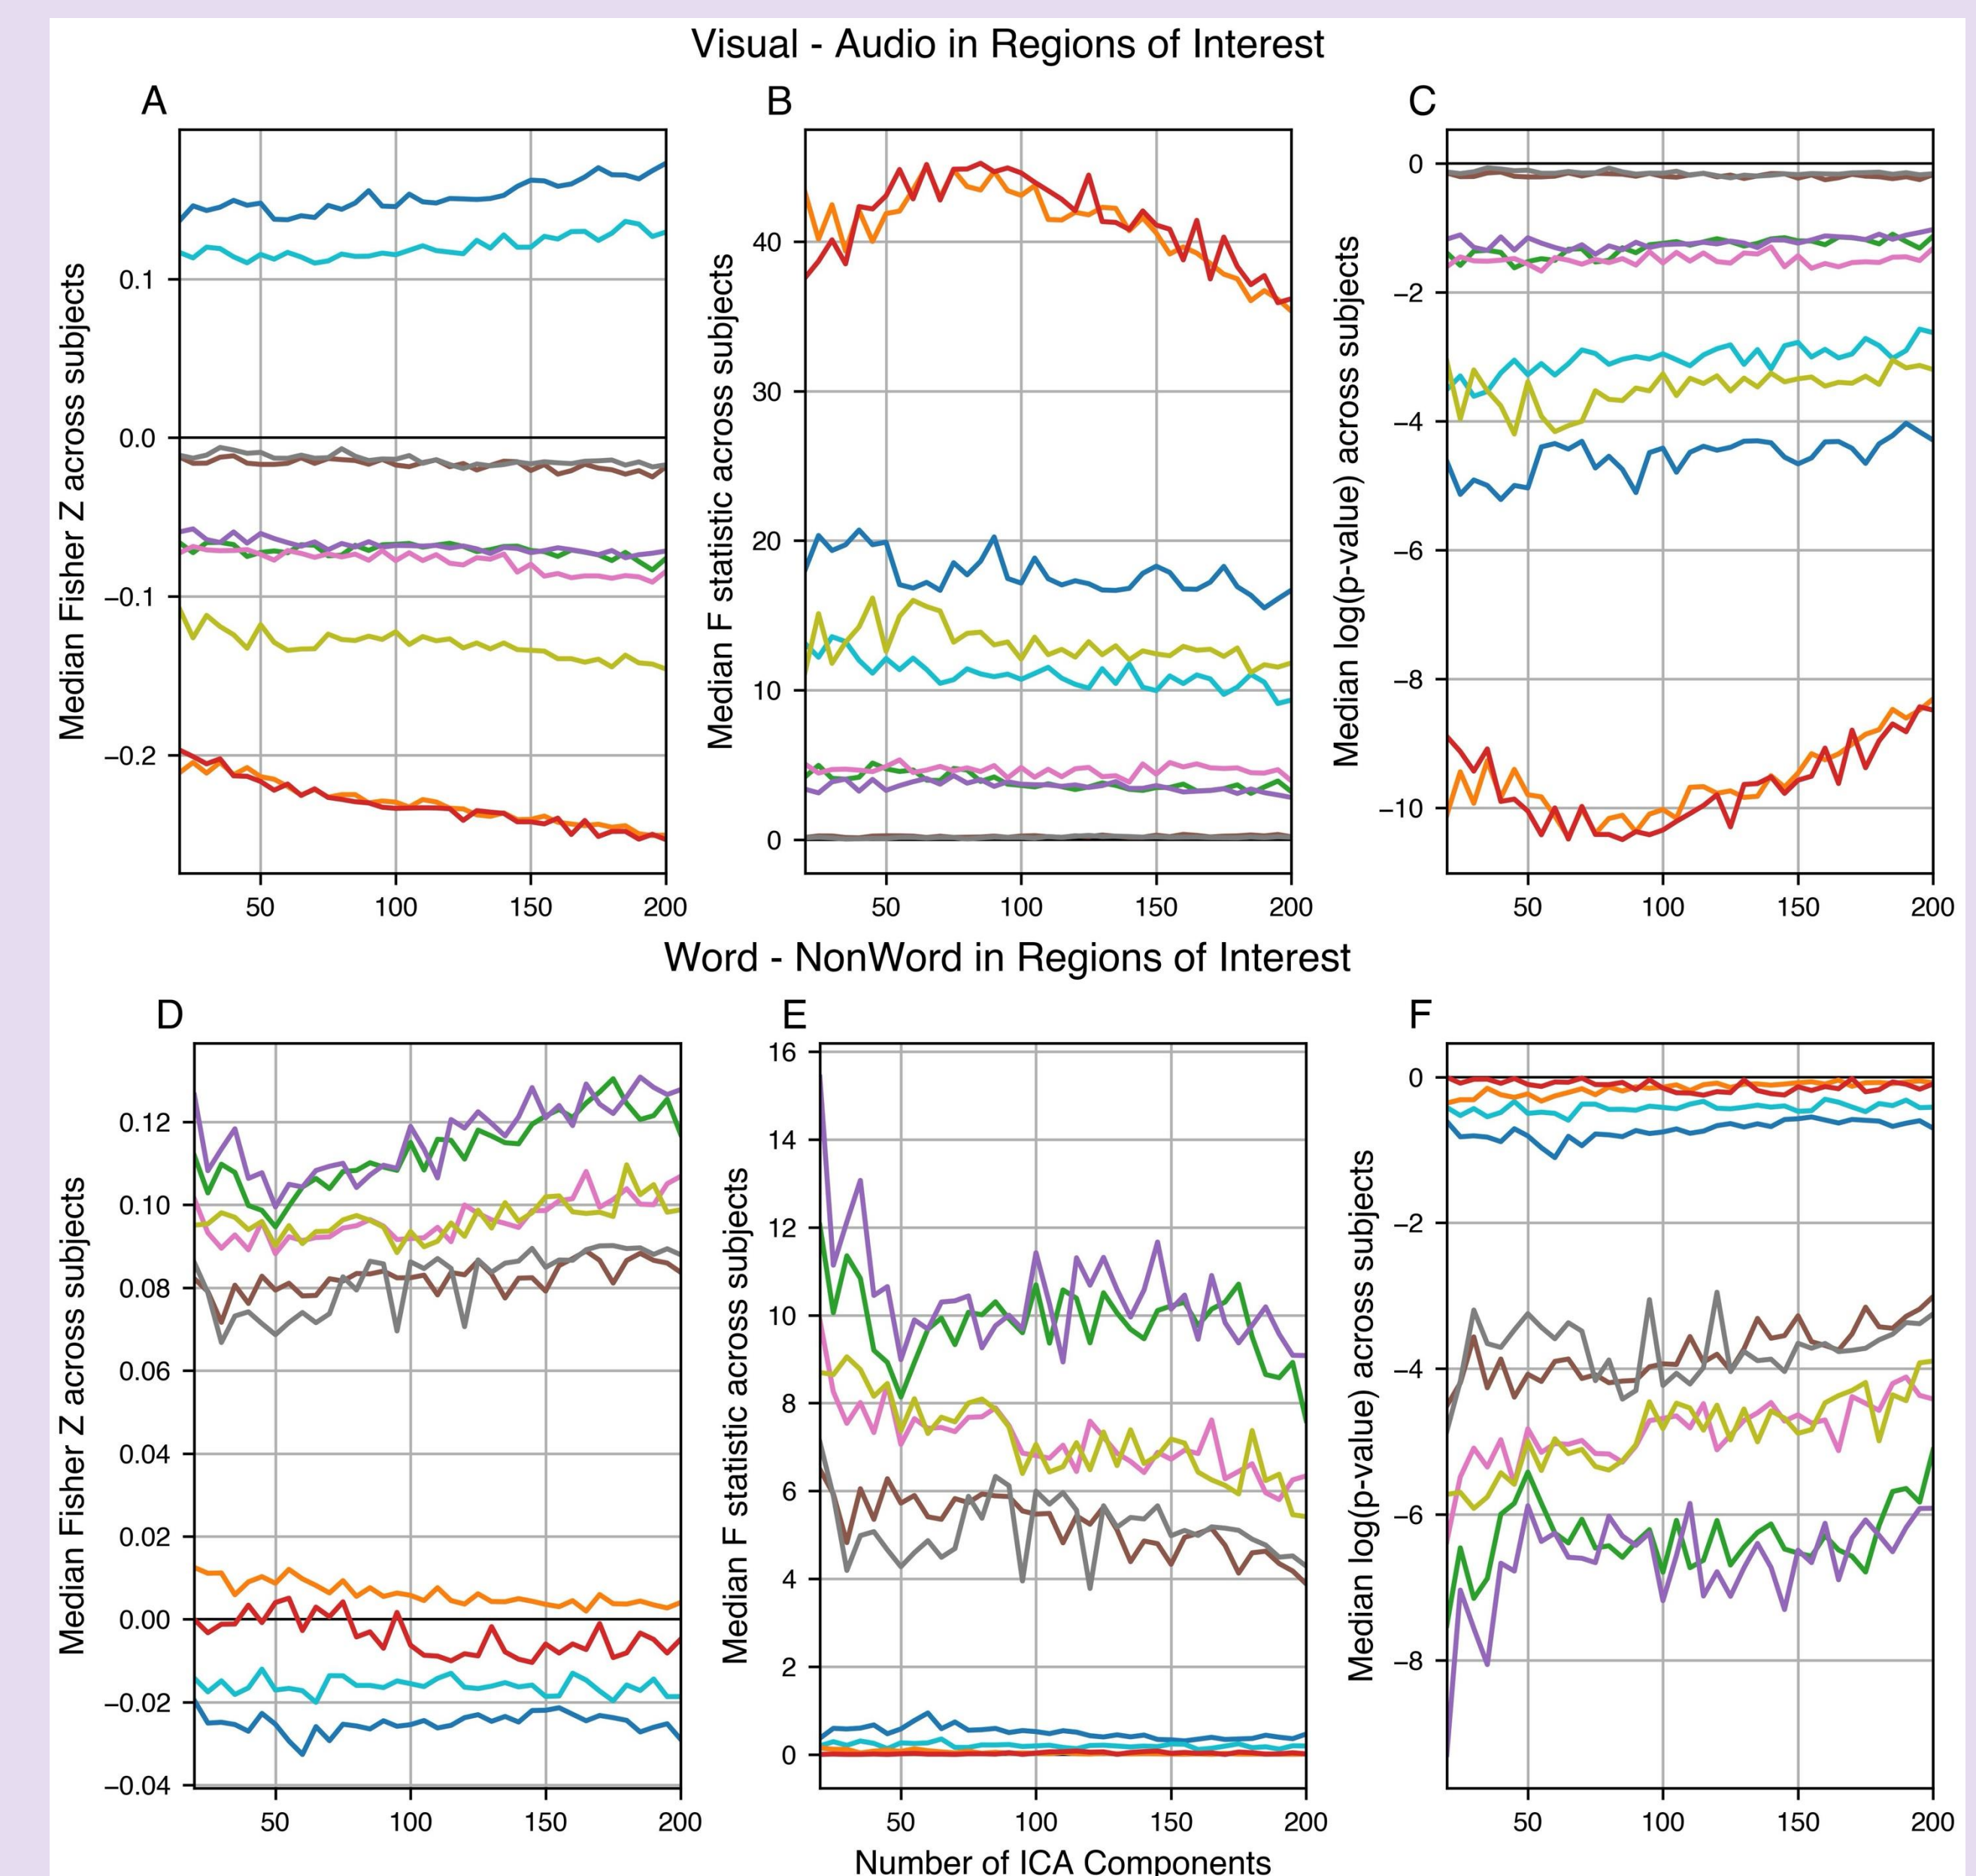 Visual - Audio in Regions of Interest
A
B
C
Median Fisher Z across subjects
0.1
0.0
−0.1
−0.2
50 100 150 200
Median F statistic across subjects
40
30
20
10
0
50 100 150 200
Median log(p-value) across subjects
0
−2
−4
−6
−8
−10
50 100 150 200
Word - NonWord in Regions of Interest
D
E
F
Median Fisher Z across subjects
0.12
0.10
0.08
0.06
0.04
0.02
0.00
−0.02
−0.04
50 100 150 200
Median F statistic across subjects
16
14
12
10
8
6
4
2
0
50 100 150 200
Median log(p-value) across subjects
0
−2
−4
−6
−8
50 100 150 200
Number of ICA Components